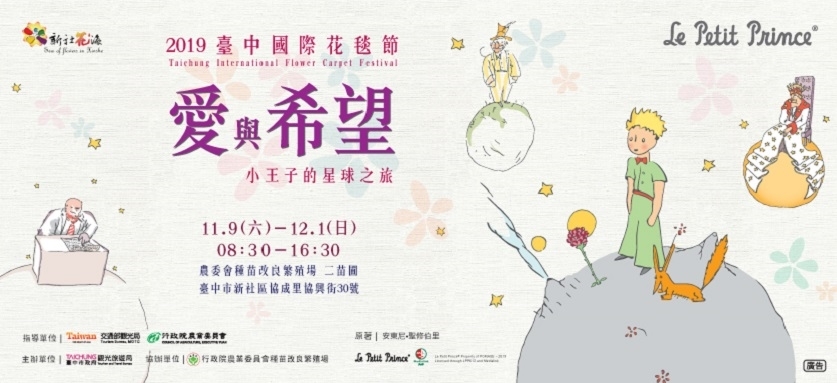 新社花海
Sea of flower in Xinshe
2019 臺中國際花毯節
Taichung International Flower Carpet Festival
愛與希望
小王子的星球之旅
11.9(六)－12.1(日)
08:30－16:30
農委會種苗改良繁殖場 二苗圃
臺中市新社區協成里協興街30號
Le Petit Prince®
指導單位｜ Taiwan 交通部觀光局 行政院農業委員會
主辦單位｜ TAICHUNG 臺中市政府 觀光旅遊局 協辦單位｜ 行政院農業委員會種苗改良繁殖場
原著｜安東尼•聖修伯里
Le Petit Prince®
廣告